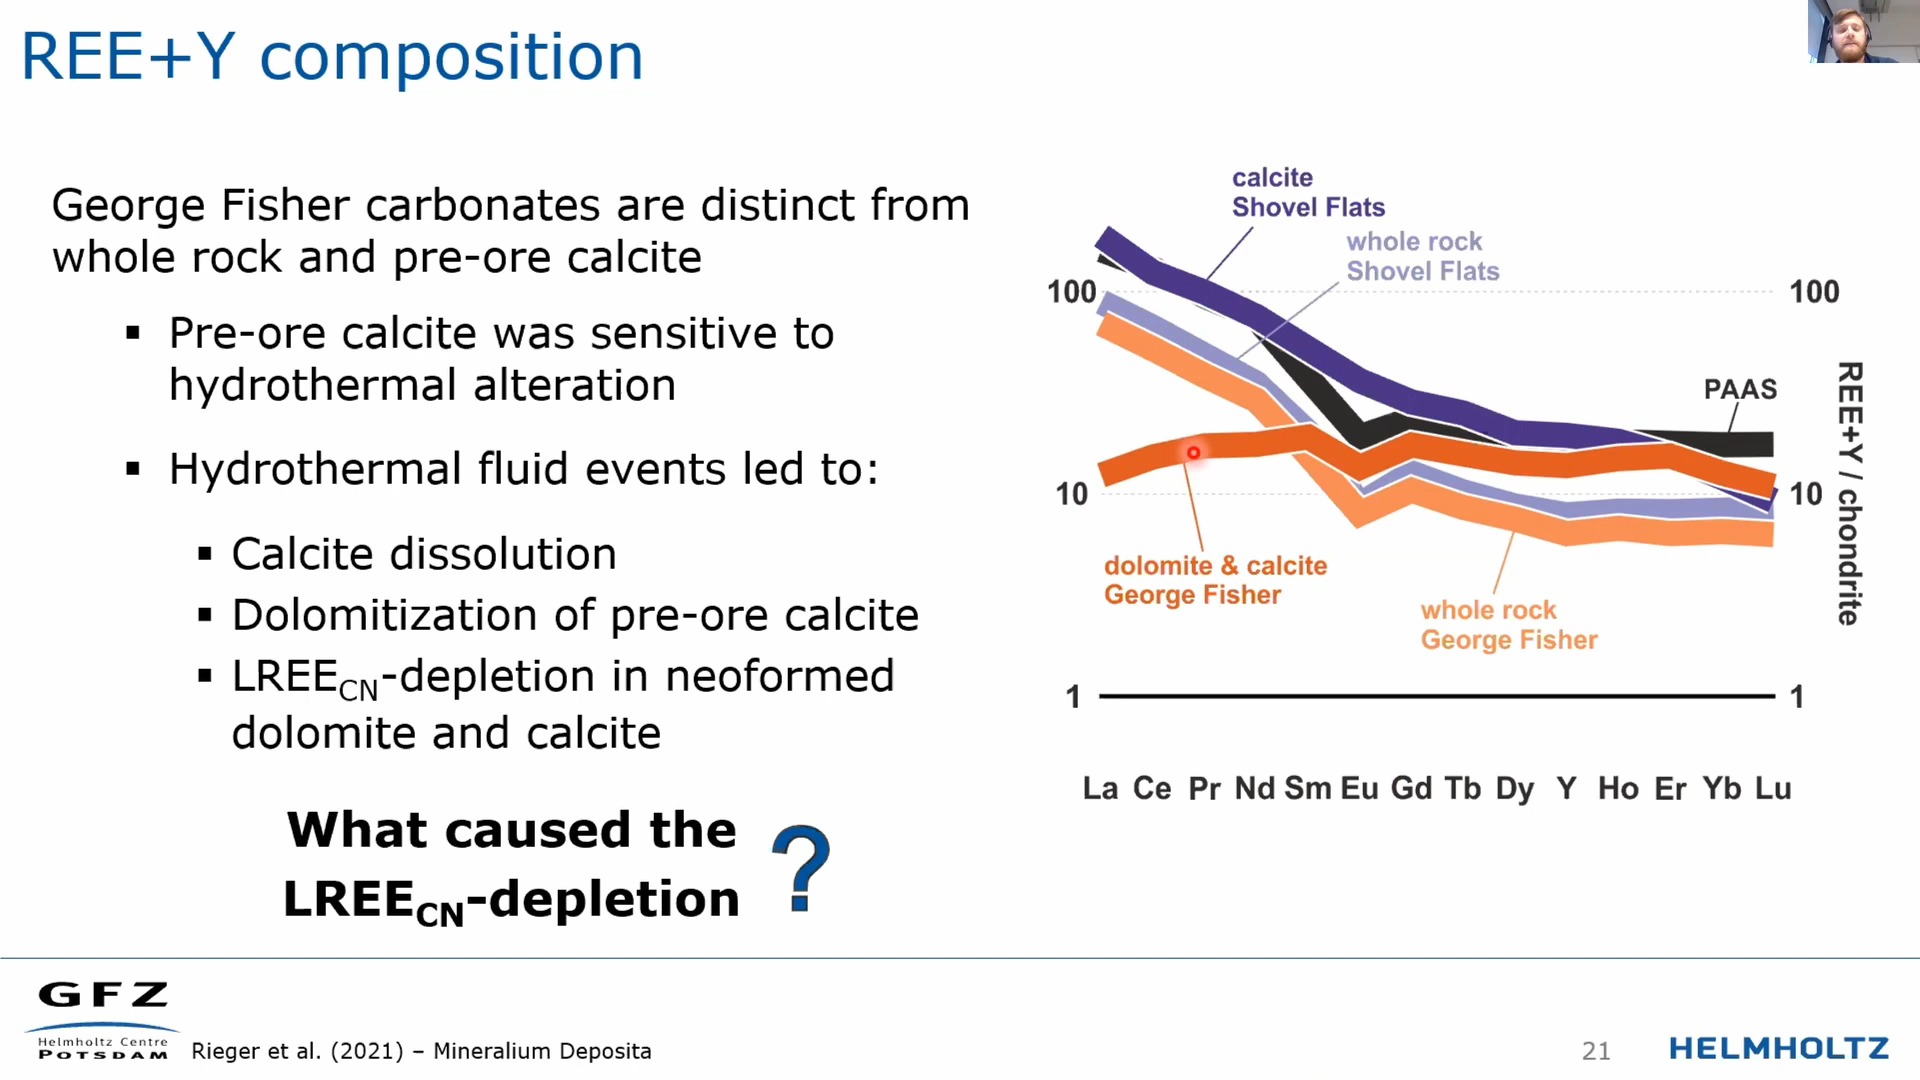 REE+Y composition
George Fisher carbonates are distinct from
whole rock and pre-ore calcite
▪ Pre-ore calcite was sensitive to
hydrothermal alteration
▪ Hydrothermal fluid events led to:
▪ Calcite dissolution
▪ Dolomitization of pre-ore calcite
▪ LREECN-depletion in neoformed
dolomite and calcite
What caused the
LREECN-depletion
?
calcite
Shovel Flats
whole rock
Shovel Flats
100
100
PAAS
10
10
dolomite & calcite
George Fisher
whole rock
George Fisher
1
1
REE+Y / chondrite
La Ce Pr Nd Sm Eu Gd Tb Dy Y Ho Er Yb Lu
GFZ
Helmholtz Centre
POTSDAM
Rieger et al. (2021) – Mineralium Deposita
21
HELMHOLTZ